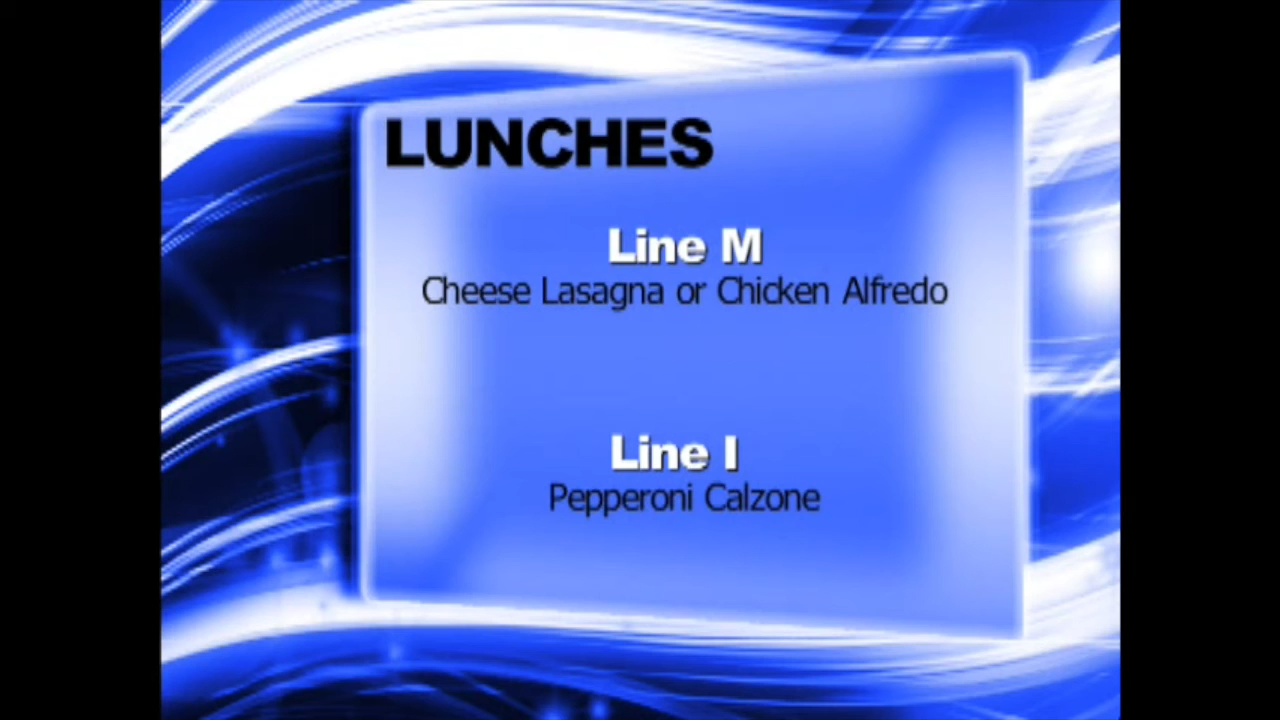 LUNCHES
Line M
Cheese Lasagna or Chicken Alfredo
Line I
Pepperoni Calzone